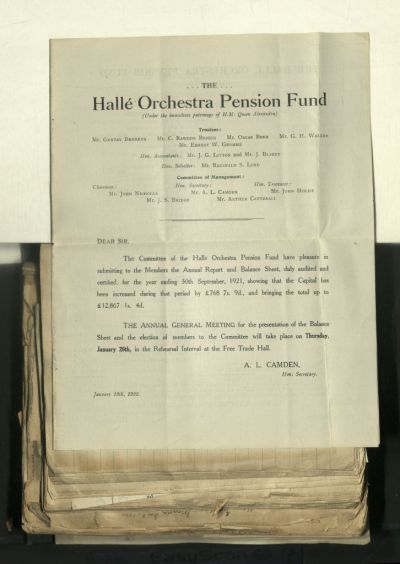 ... THE ...
Hallé Orchestra Pension Fund
(Under the immediate patronage of H.M. Queen Alexandra)
Trustees:
Mr. Gustav Behrens Mr. C. Rawdon Briggs Mr. Oscar Born Mr. G. H. Walker
Mr. Ernest W. Grommé
Hon. Accountants: Mr. J. G. Litton and Mr. J. Blakey
Hon. Solicitor: Mr. Reginald S. Lund
Committee of Management:
Chairman: Hon. Secretary: Hon. Treasurer:
Mr. John Nicholls Mr. A. L. Camden Mr. John Hollis
Mr. J. S. Bridge Mr. Arthur Catterall
Dear Sir,
The Committee of the Hallé Orchestra Pension Fund have pleasure in
submitting to the Members the Annual Report and Balance Sheet, duly audited and
certified, for the year ending 30th September, 1921, showing that the Capital has
been increased during that period by £768 7s. 9d., and bringing the total up to
£12,867 1s. 4d.
THE ANNUAL GENERAL MEETING for the presentation of the Balance
Sheet and the election of members to the Committee will take place on Thursday,
January 26th, in the Rehearsal Interval at the Free Trade Hall.
A. L. CAMDEN,
Hon. Secretary.
January 18th, 1922.